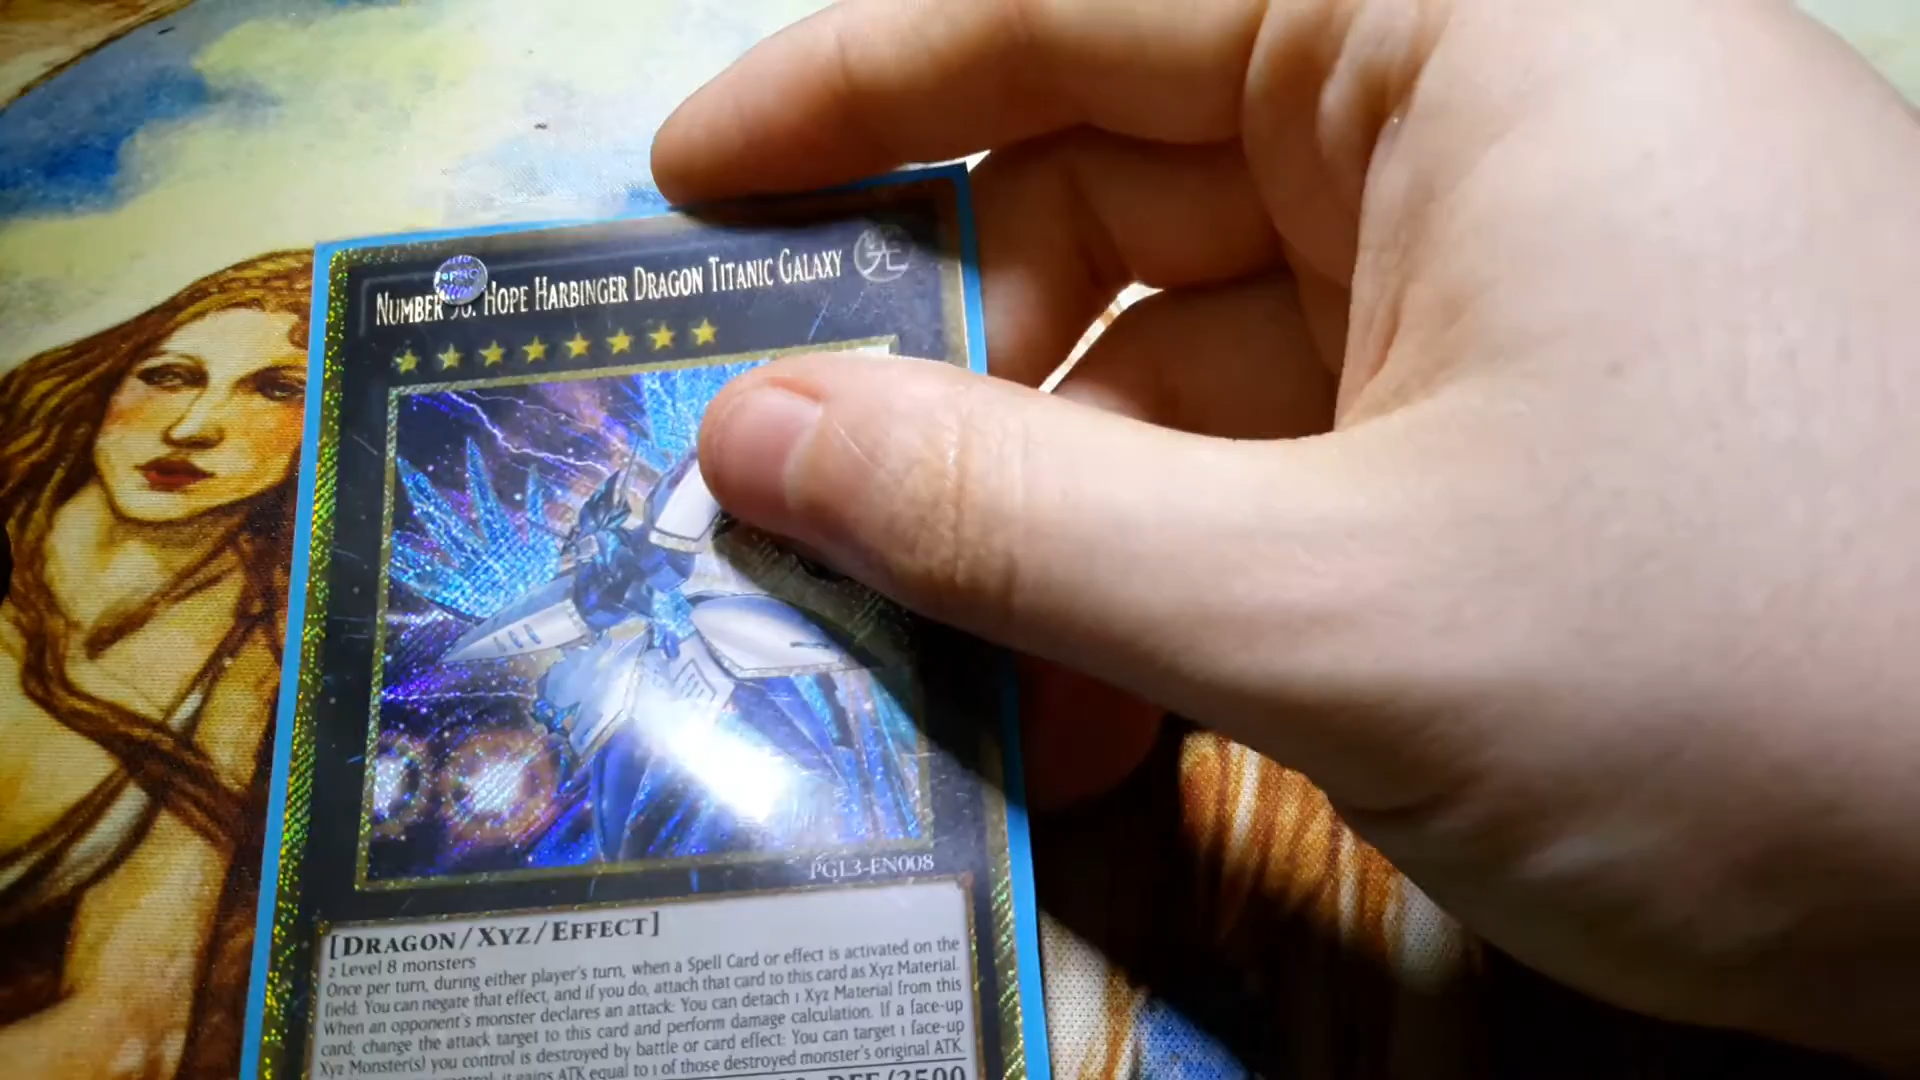 NUMBER 90: HOPE HARBINGER DRAGON TITANIC GALAXY
PGL3-EN008
[DRAGON/XYZ/EFFECT]
2 Level 8 monsters
Once per turn, during either player's turn, when a Spell Card or effect is activated on the
field: You can negate that effect, and if you do, attach that card to this card as Xyz Material.
When an opponent's monster declares an attack: You can detach 1 Xyz Material from this
card; change the attack target to this card and perform damage calculation. If a face-up
Xyz Monster(s) you control is destroyed by battle or card effect: You can target 1 face-up
it gains ATK equal to 1 of those destroyed monster's original ATK.
DEF/2500